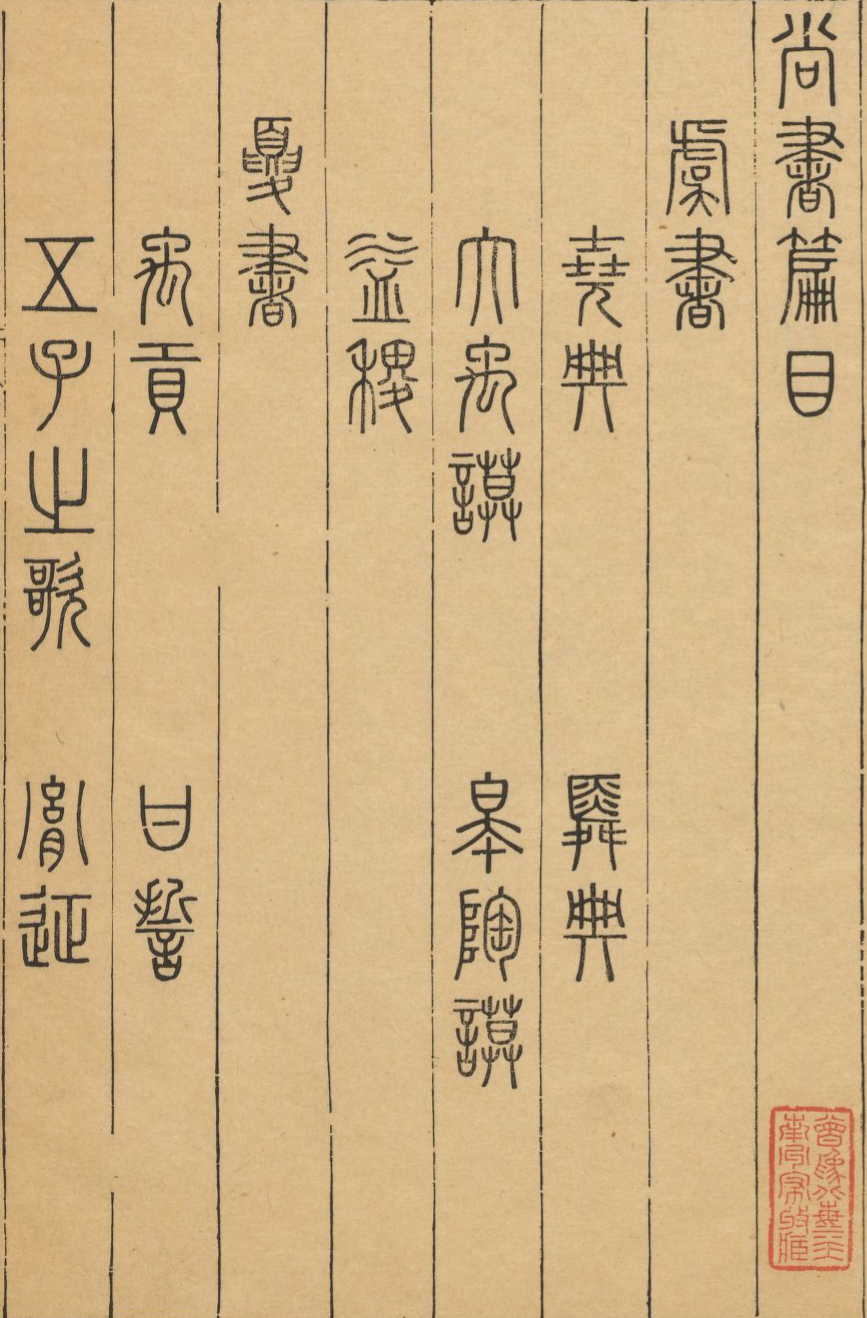 尚書篇目
虞書
堯典 舜典
大禹謨 皋陶謨
益稷
夏書
禹貢 甘誓
五子之歌 胤征